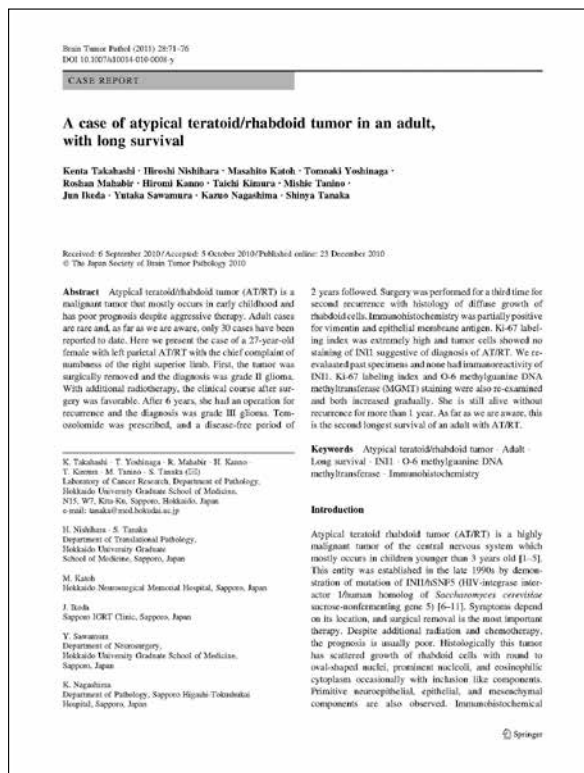 Brain Tumor Pathol (2011) 28:71–76
DOI 10.1007/s10014-010-0008-y
CASE REPORT
A case of atypical teratoid/rhabdoid tumor in an adult,
with long survival
Kenta Takahashi · Hiroshi Nishihara · Masahito Katoh · Tomoaki Yoshinaga ·
Roshan Mahabir · Hiromi Kanno · Taichi Kimura · Mishie Tanino ·
Jun Ikeda · Yutaka Sawamura · Kazuo Nagashima · Shinya Tanaka
Received: 6 September 2010 / Accepted: 5 October 2010 / Published online: 23 December 2010
© The Japan Society of Brain Tumor Pathology 2010
Abstract Atypical teratoid/rhabdoid tumor (AT/RT) is a
malignant tumor that mostly occurs in early childhood and
has poor prognosis despite aggressive therapy. Adult cases
are rare and, as far as we are aware, only 30 cases have been
reported to date. Here we present the case of a 27-year-old
female with left parietal AT/RT with the chief complaint of
numbness of the right superior limb. First, the tumor was
surgically removed and the diagnosis was grade II glioma.
With additional radiotherapy, the clinical course after sur-
gery was favorable. After 6 years, she had an operation for
recurrence and the diagnosis was grade III glioma. Tem-
ozolomide was prescribed, and a disease-free period of
2 years followed. Surgery was performed for a third time for
second recurrence with histology of diffuse growth of
rhabdoid cells. Immunohistochemistry was partially positive
for vimentin and epithelial membrane antigen. Ki-67 label-
ing index was extremely high and tumor cells showed
no staining of INI1 suggestive of diagnosis of AT/RT. We re-
evaluated past specimens and none had immunoreactivity of
INI1. Ki-67 labeling index and O-6 methylguanine DNA
methyltransferase (MGMT) staining were also re-examined
and both increased gradually. She is still alive without
recurrence for more than 1 year. As far as we are aware, this
is the second longest survival of an adult with AT/RT.
Keywords Atypical teratoid/rhabdoid tumor · Adult ·
Long survival · INI1 · O-6 methylguanine DNA
methyltransferase · Immunohistochemistry
K. Takahashi · T. Yoshinaga · R. Mahabir · H. Kanno ·
T. Kimura · M. Tanino · S. Tanaka
Laboratory of Cancer Research, Department of Pathology,
Hokkaido University Graduate School of Medicine,
N15, W7, Kita-Ku, Sapporo, Hokkaido, Japan
e-mail: tanaka@med.hokudai.ac.jp
H. Nishihara · S. Tanaka
Department of Translational Pathology,
Hokkaido University Graduate
School of Medicine, Sapporo, Japan
M. Katoh
Hokkaido Neurosurgical Memorial Hospital, Sapporo, Japan
J. Ikeda
Sapporo IGRT Clinic, Sapporo, Japan
Y. Sawamura
Department of Neurosurgery,
Hokkaido University Graduate School of Medicine,
Sapporo, Japan
K. Nagashima
Department of Pathology, Sapporo Higashi Tokushukai
Hospital, Sapporo, Japan
Introduction
Atypical teratoid rhabdoid tumor (AT/RT) is a highly
malignant tumor of the central nervous system which
mostly occurs in children younger than 3 years old [1–5].
This entity was established in the late 1990s by demon-
stration of mutation of INI1/hSNF5 (HIV-integrase inter-
actor 1/human homolog of Saccharomyces cerevisiae
sucrose-nonfermenting gene 5) [6–11]. Symptoms depend
on its location, and surgical removal is the most important
therapy. Despite additional radiation and chemotherapy,
the prognosis is usually poor. Histologically this tumor
has scattered growth of rhabdoid cells with round to
oval-shaped nuclei, prominent nucleoli, and eosinophilic
cytoplasm occasionally with inclusion like components.
Primitive neuroepithelial, epithelial, and mesenchymal
components are also observed. Immunohistochemical
Springer